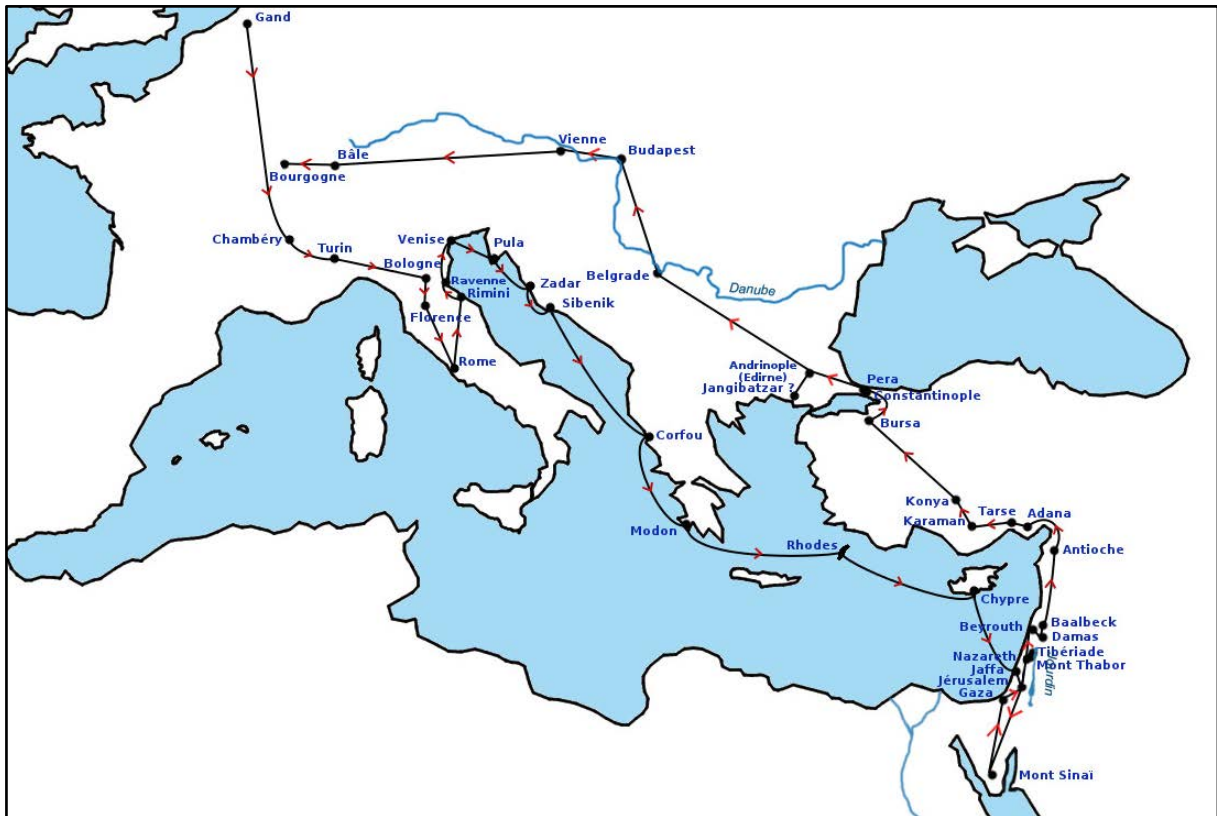 Gand
Vienne
Budapest
Bâle
Bourgogne
Chambéry
Turin
Venise
Pula
Bologne
Belgrade
Ravenne
Zadar
Danube
Rimini
Sibenik
Florence
Rome
Andrinople
(Edirne)
Pera
Jangibatzar ?
Constantinople
Bursa
Corfou
Konya
Tarse
Adana
Karaman
Modon
Rhodes
Antioche
Chypre
Baalbeck
Beyrouth
Damas
Tibériade
Nazareth
Mont Thabor
Jaffa
Jourdin
Jérusalem
Gaza
Mont Sinaï